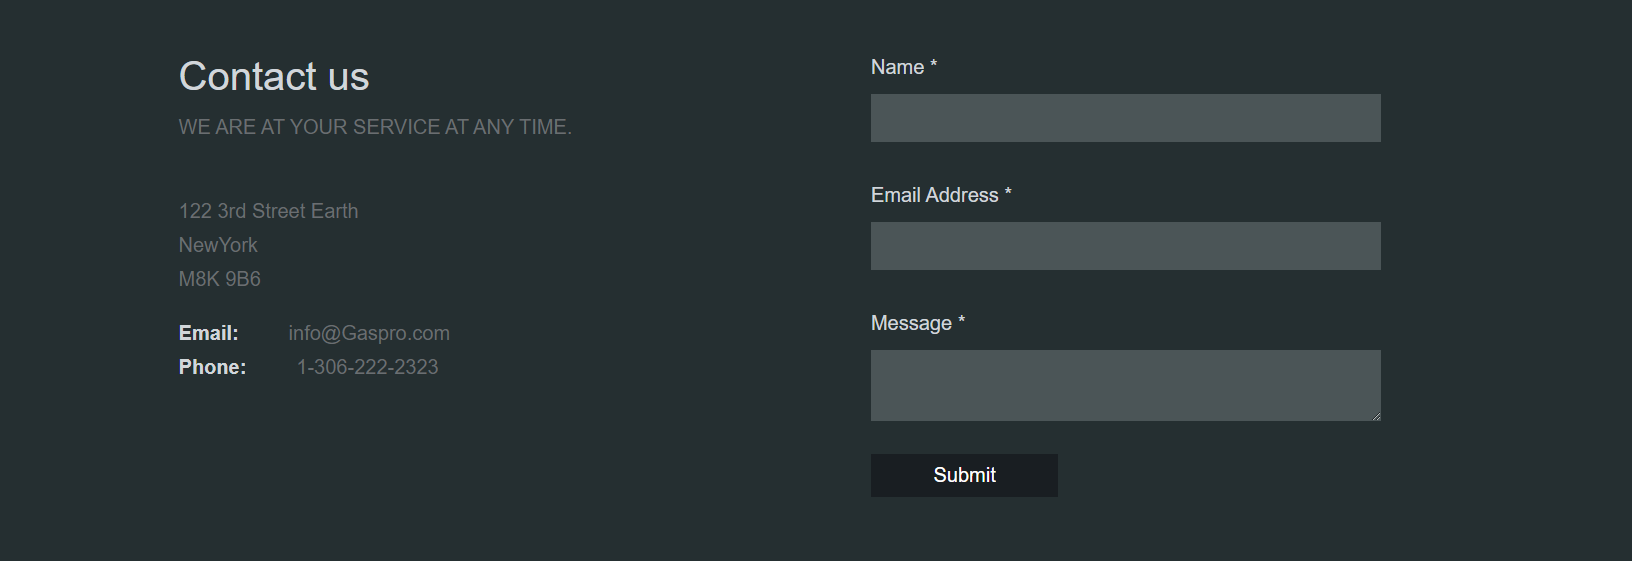 Contact us
WE ARE AT YOUR SERVICE AT ANY TIME.
122 3rd Street Earth
NewYork
M8K 9B6
Email: info@Gaspro.com
Phone: 1-306-222-2323
Name *
Email Address *
Message *
Submit